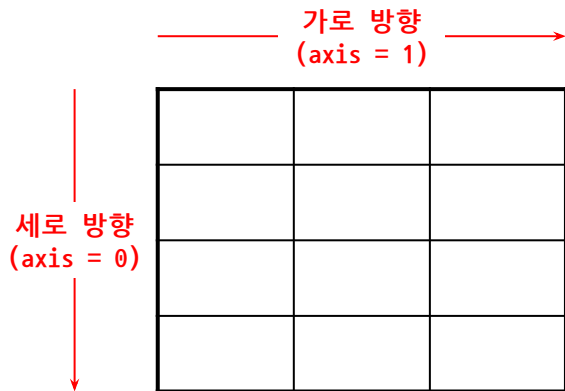 가로 방향
(axis = 1)
세로 방향
(axis = 0)